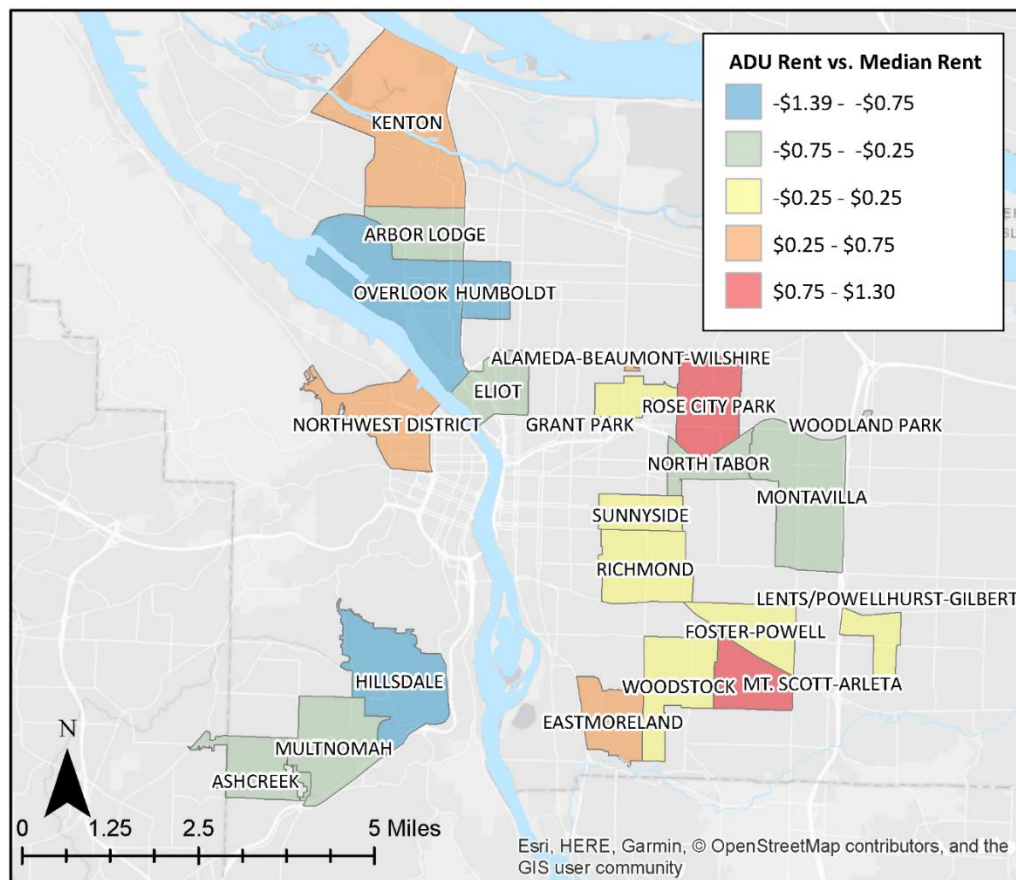 ADU Rent vs. Median Rent
-$1.39 - -$0.75
-$0.75 - -$0.25
-$0.25 - $0.25
$0.25 - $0.75
$0.75 - $1.30
KENTON
ARBOR LODGE
OVERLOOK
HUMBOLDT
ALAMEDA-BEAUMONT-WILSHIRE
ELIOT
ROSE CITY PARK
NORTHWEST DISTRICT
GRANT PARK
WOODLAND PARK
NORTH TABOR
MONTAVILLA
SUNNYSIDE
RICHMOND
LENTS/POWELLHURST-GILBERT
FOSTER-POWELL
HILLSDALE
WOODSTOCK
MT. SCOTT-ARLETA
EASTMORELAND
MULTNOMAH
ASHCREEK
N
0 1.25 2.5 5 Miles
Esri, HERE, Garmin, © OpenStreetMap contributors, and the
GIS user community